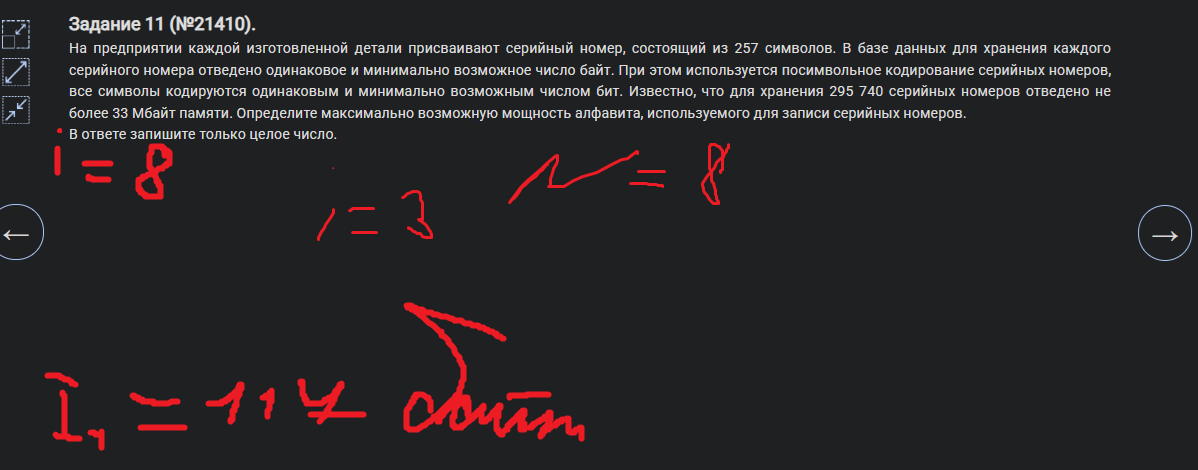 Задание 11 (№21410).
На предприятии каждой изготовленной детали присваивают серийный номер, состоящий из 257 символов. В базе данных для хранения каждого
серийного номера отведено одинаковое и минимально возможное число байт. При этом используется посимвольное кодирование серийных номеров,
все символы кодируются одинаковым и минимально возможным числом бит. Известно, что для хранения 295 740 серийных номеров отведено не
более 33 Мбайт памяти. Определите максимально возможную мощность алфавита, используемого для записи серийных номеров.
В ответе запишите только целое число.
i = 8
i = 3
N = 8
I₁ = 117 байт